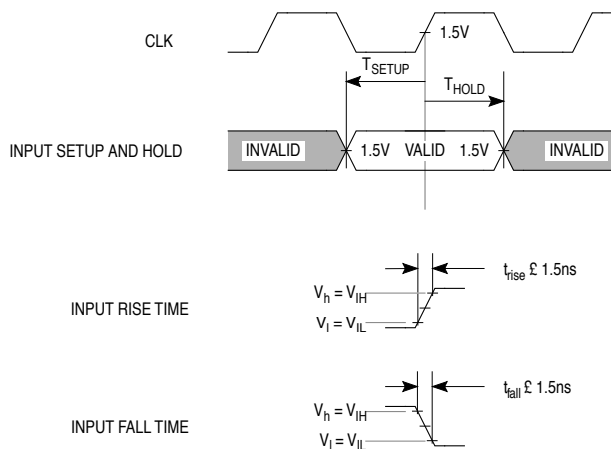 CLK
1.5V
TSETUP
THOLD
INPUT SETUP AND HOLD
INVALID
1.5V VALID 1.5V
INVALID
trise £ 1.5ns
Vh = VIH
INPUT RISE TIME
Vl = VIL
tfall £ 1.5ns
Vh = VIH
INPUT FALL TIME
Vl = VIL